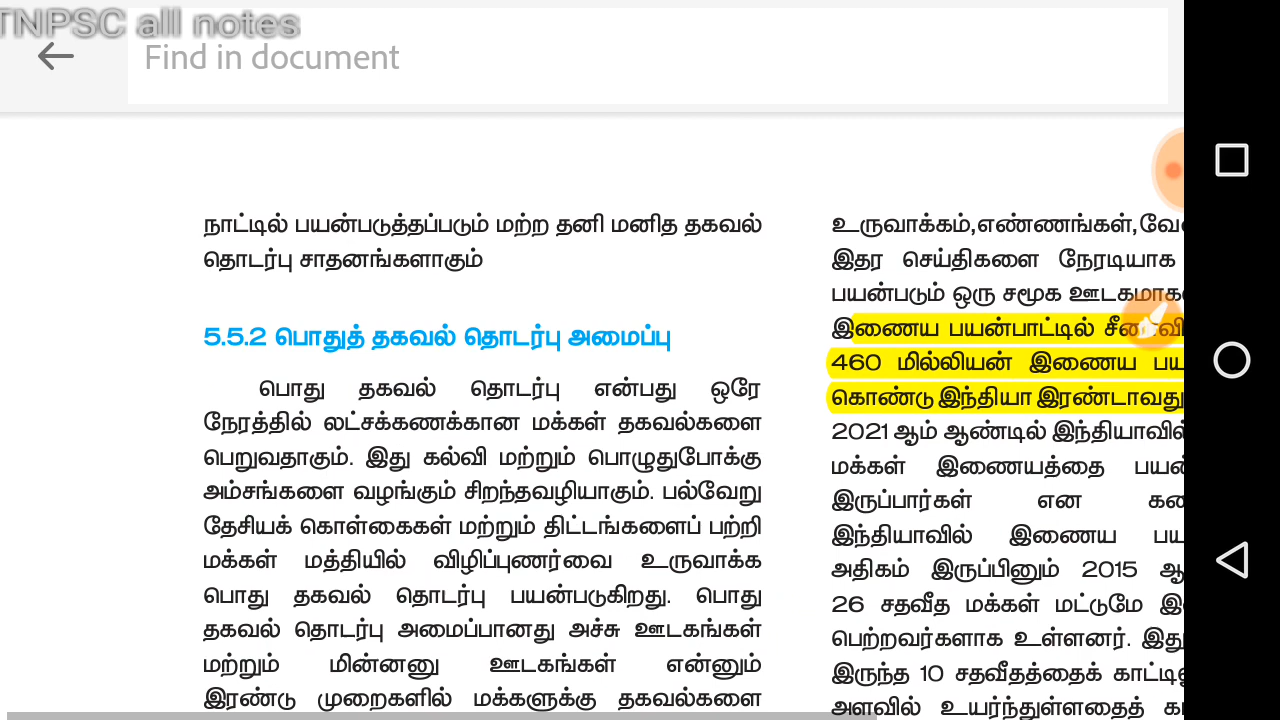 TNPSC all notes
Find in document
நாட்டில் பயன்படுத்தப்படும் மற்ற தனி மனித தகவல்
தொடர்பு சாதனங்களாகும்
5.5.2 பொதுத் தகவல் தொடர்பு அமைப்பு
பொது தகவல் தொடர்பு என்பது ஒரே
நேரத்தில் லட்சக்கணக்கான மக்கள் தகவல்களை
பெறுவதாகும். இது கல்வி மற்றும் பொழுதுபோக்கு
அம்சங்களை வழங்கும் சிறந்தவழியாகும். பல்வேறு
தேசியக் கொள்கைகள் மற்றும் திட்டங்களைப் பற்றி
மக்கள் மத்தியில் விழிப்புணர்வை உருவாக்க
பொது தகவல் தொடர்பு பயன்படுகிறது. பொது
தகவல் தொடர்பு அமைப்பானது அச்சு ஊடகங்கள்
மற்றும் மின்னனு ஊடகங்கள் என்னும்
இரண்டு முறைகளில் மக்களுக்கு தகவல்களை
உருவாக்கம்,எண்ணங்கள்,
இதர செய்திகளை நேரடியாக
பயன்படும் ஒரு சமூக
இணைய பயன்பாட்டில்
460 மில்லியன் இணைய
கொண்டு இந்தியா இரண்டாவது
2021 ஆம் ஆண்டில் இந்தியாவில்
மக்கள் இணையத்தை
இருப்பார்கள் என
இந்தியாவில் இணைய
அதிகம் இருப்பினும் 2015
26 சதவீத மக்கள் மட்டுமே
பெற்றவர்களாக உள்ளனர்.
இருந்த 10 சதவீதத்தைக்
அளவில் உயர்ந்துள்ளதைத்